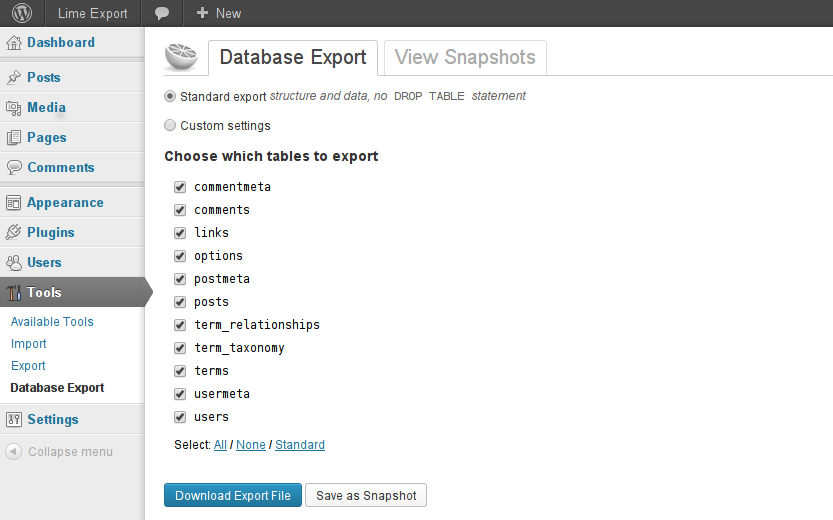 Lime Export + New
Dashboard
Posts
Media
Pages
Comments
Appearance
Plugins
Users
Tools
Available Tools
Import
Export
Database Export
Settings
Collapse menu
Database Export View Snapshots
Standard export structure and data, no DROP TABLE statement
Custom settings
Choose which tables to export
commentmeta
comments
links
options
postmeta
posts
term_relationships
term_taxonomy
terms
usermeta
users
Select: All / None / Standard
Download Export File Save as Snapshot